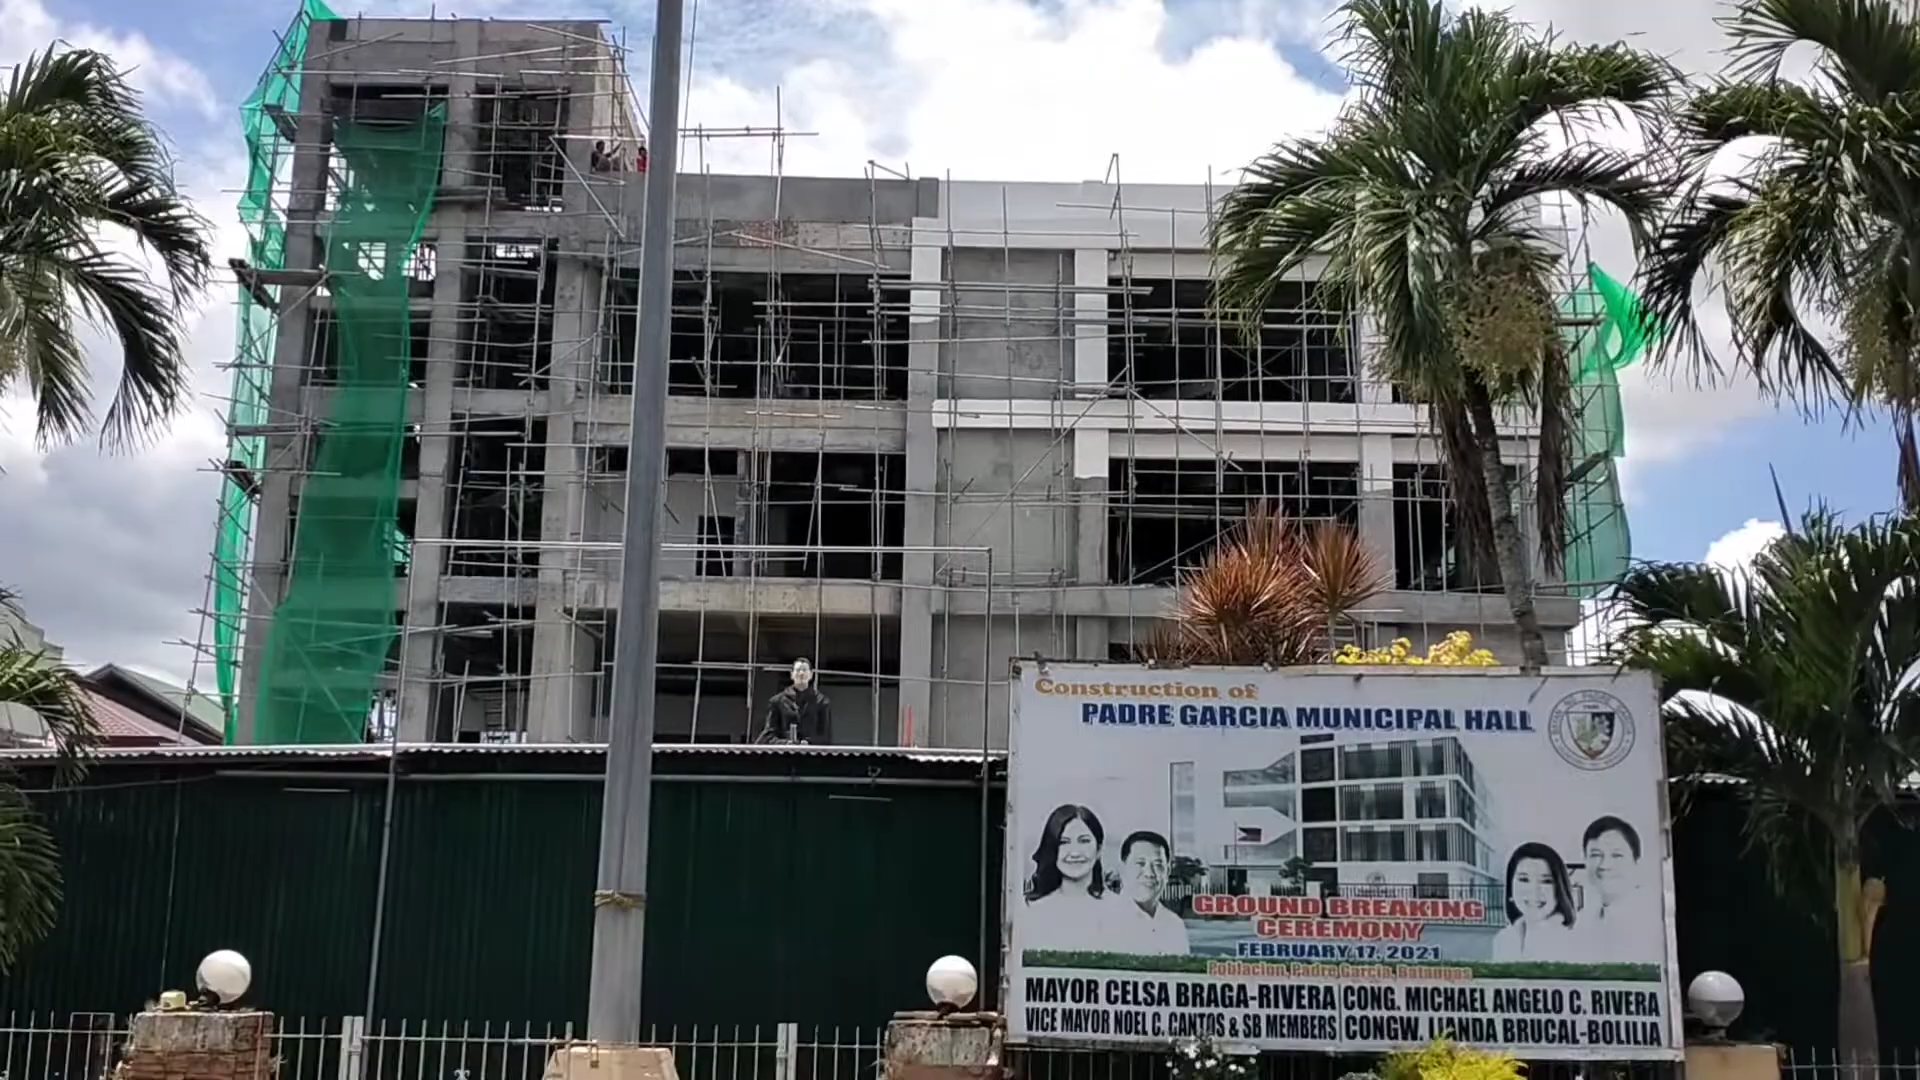 Construction of
PADRE GARCIA MUNICIPAL HALL
GROUND BREAKING
CEREMONY
FEBRUARY 17, 2021
Poblacion, Padre Garcia, Batangas
MAYOR CELSA BRAGA-RIVERA
VICE MAYOR NOEL C. CANTOS & SB MEMBERS
CONG. MICHAEL ANGELO C. RIVERA
CONGW. LIANDA BRUCAL-BOLILIA